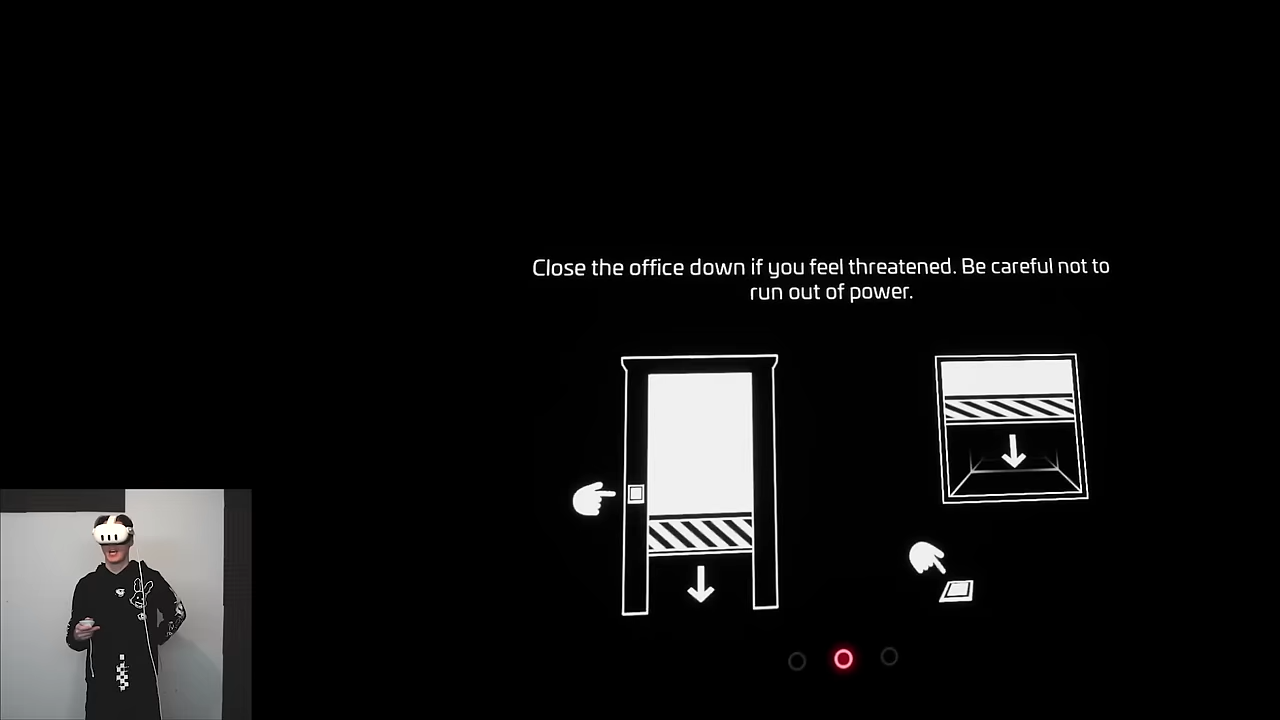 Close the office down if you feel threatened. Be careful not to
run out of power.